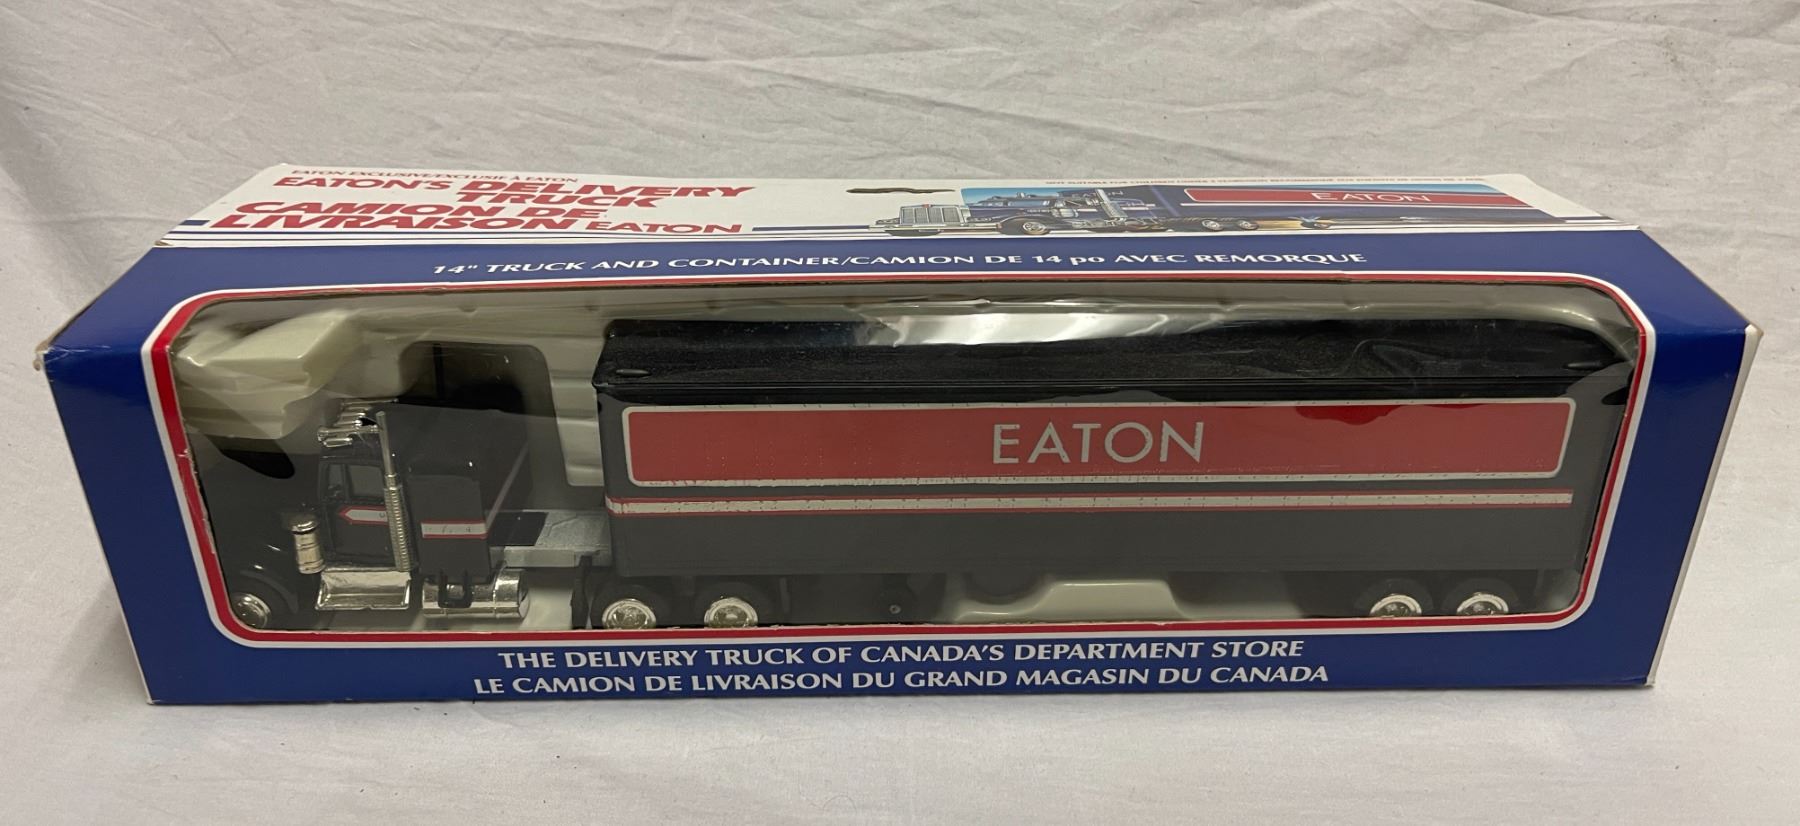 EATON EXCLUSIVE/EXCLUSIF À EATON
EATON'S DELIVERY
TRUCK
CAMION DE
LIVRAISON EATON
EATON
14" TRUCK AND CONTAINER/CAMION DE 14 po AVEC REMORQUE
EATON
THE DELIVERY TRUCK OF CANADA'S DEPARTMENT STORE
LE CAMION DE LIVRAISON DU GRAND MAGASIN DU CANADA